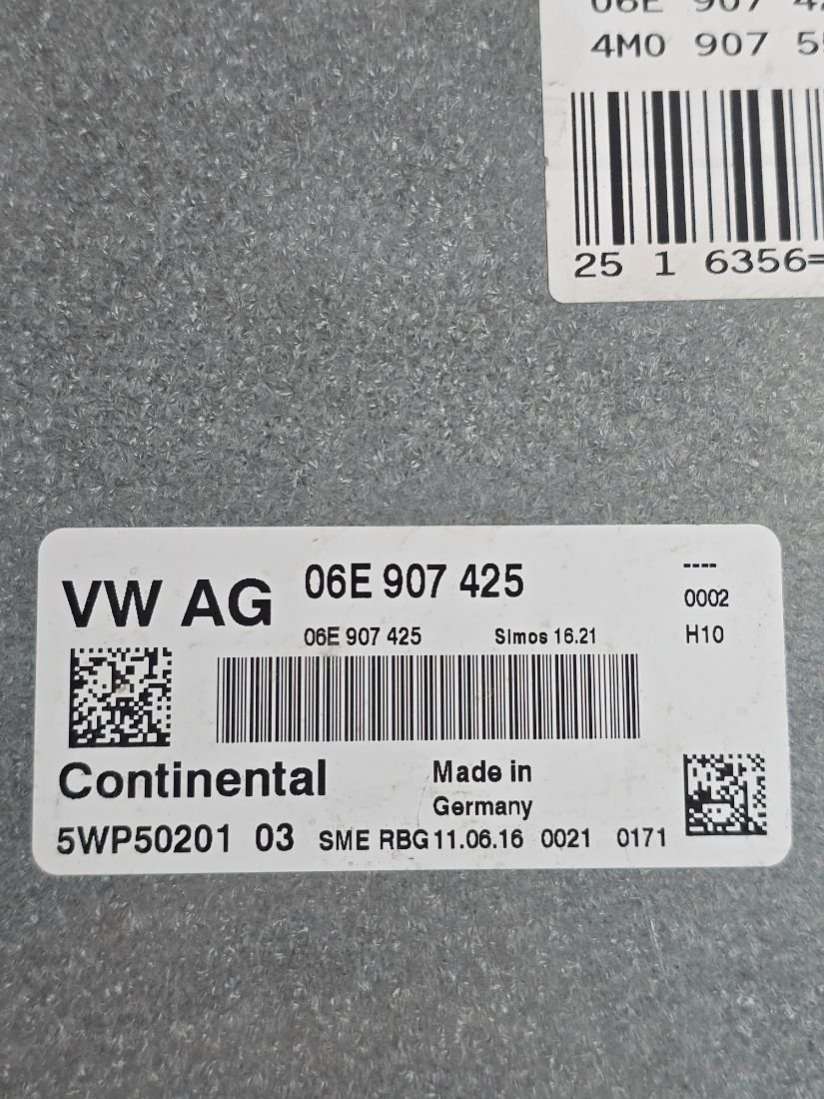 4M0 907 5
25 1 6356=
VW AG 06E 907 425
----
0002
06E 907 425 Simos 16.21 H10
Continental Made in
Germany
5WP50201 03 SME RBG 11.06.16 0021 0171